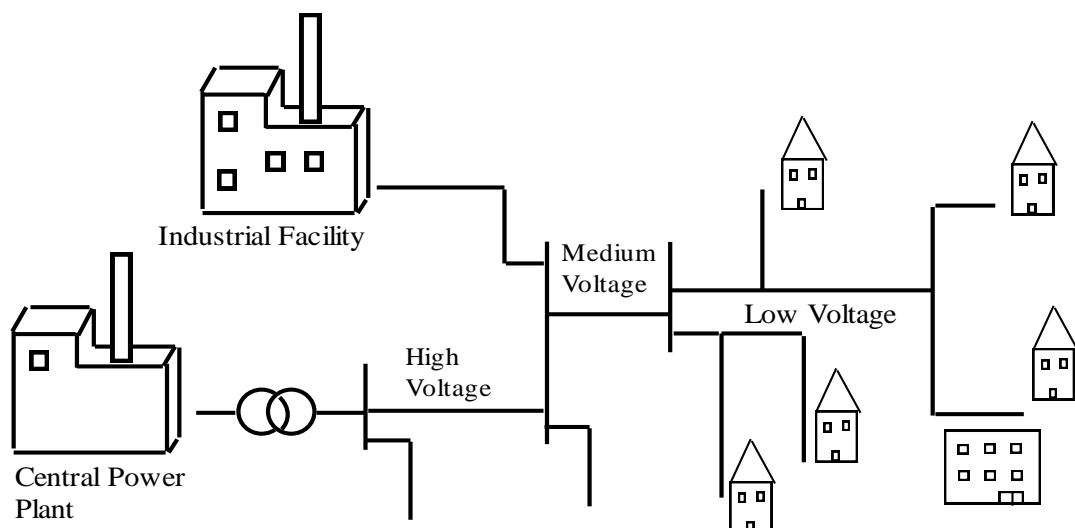 Industrial Facility
Medium
Voltage
Low Voltage
High
Voltage
Central Power
Plant